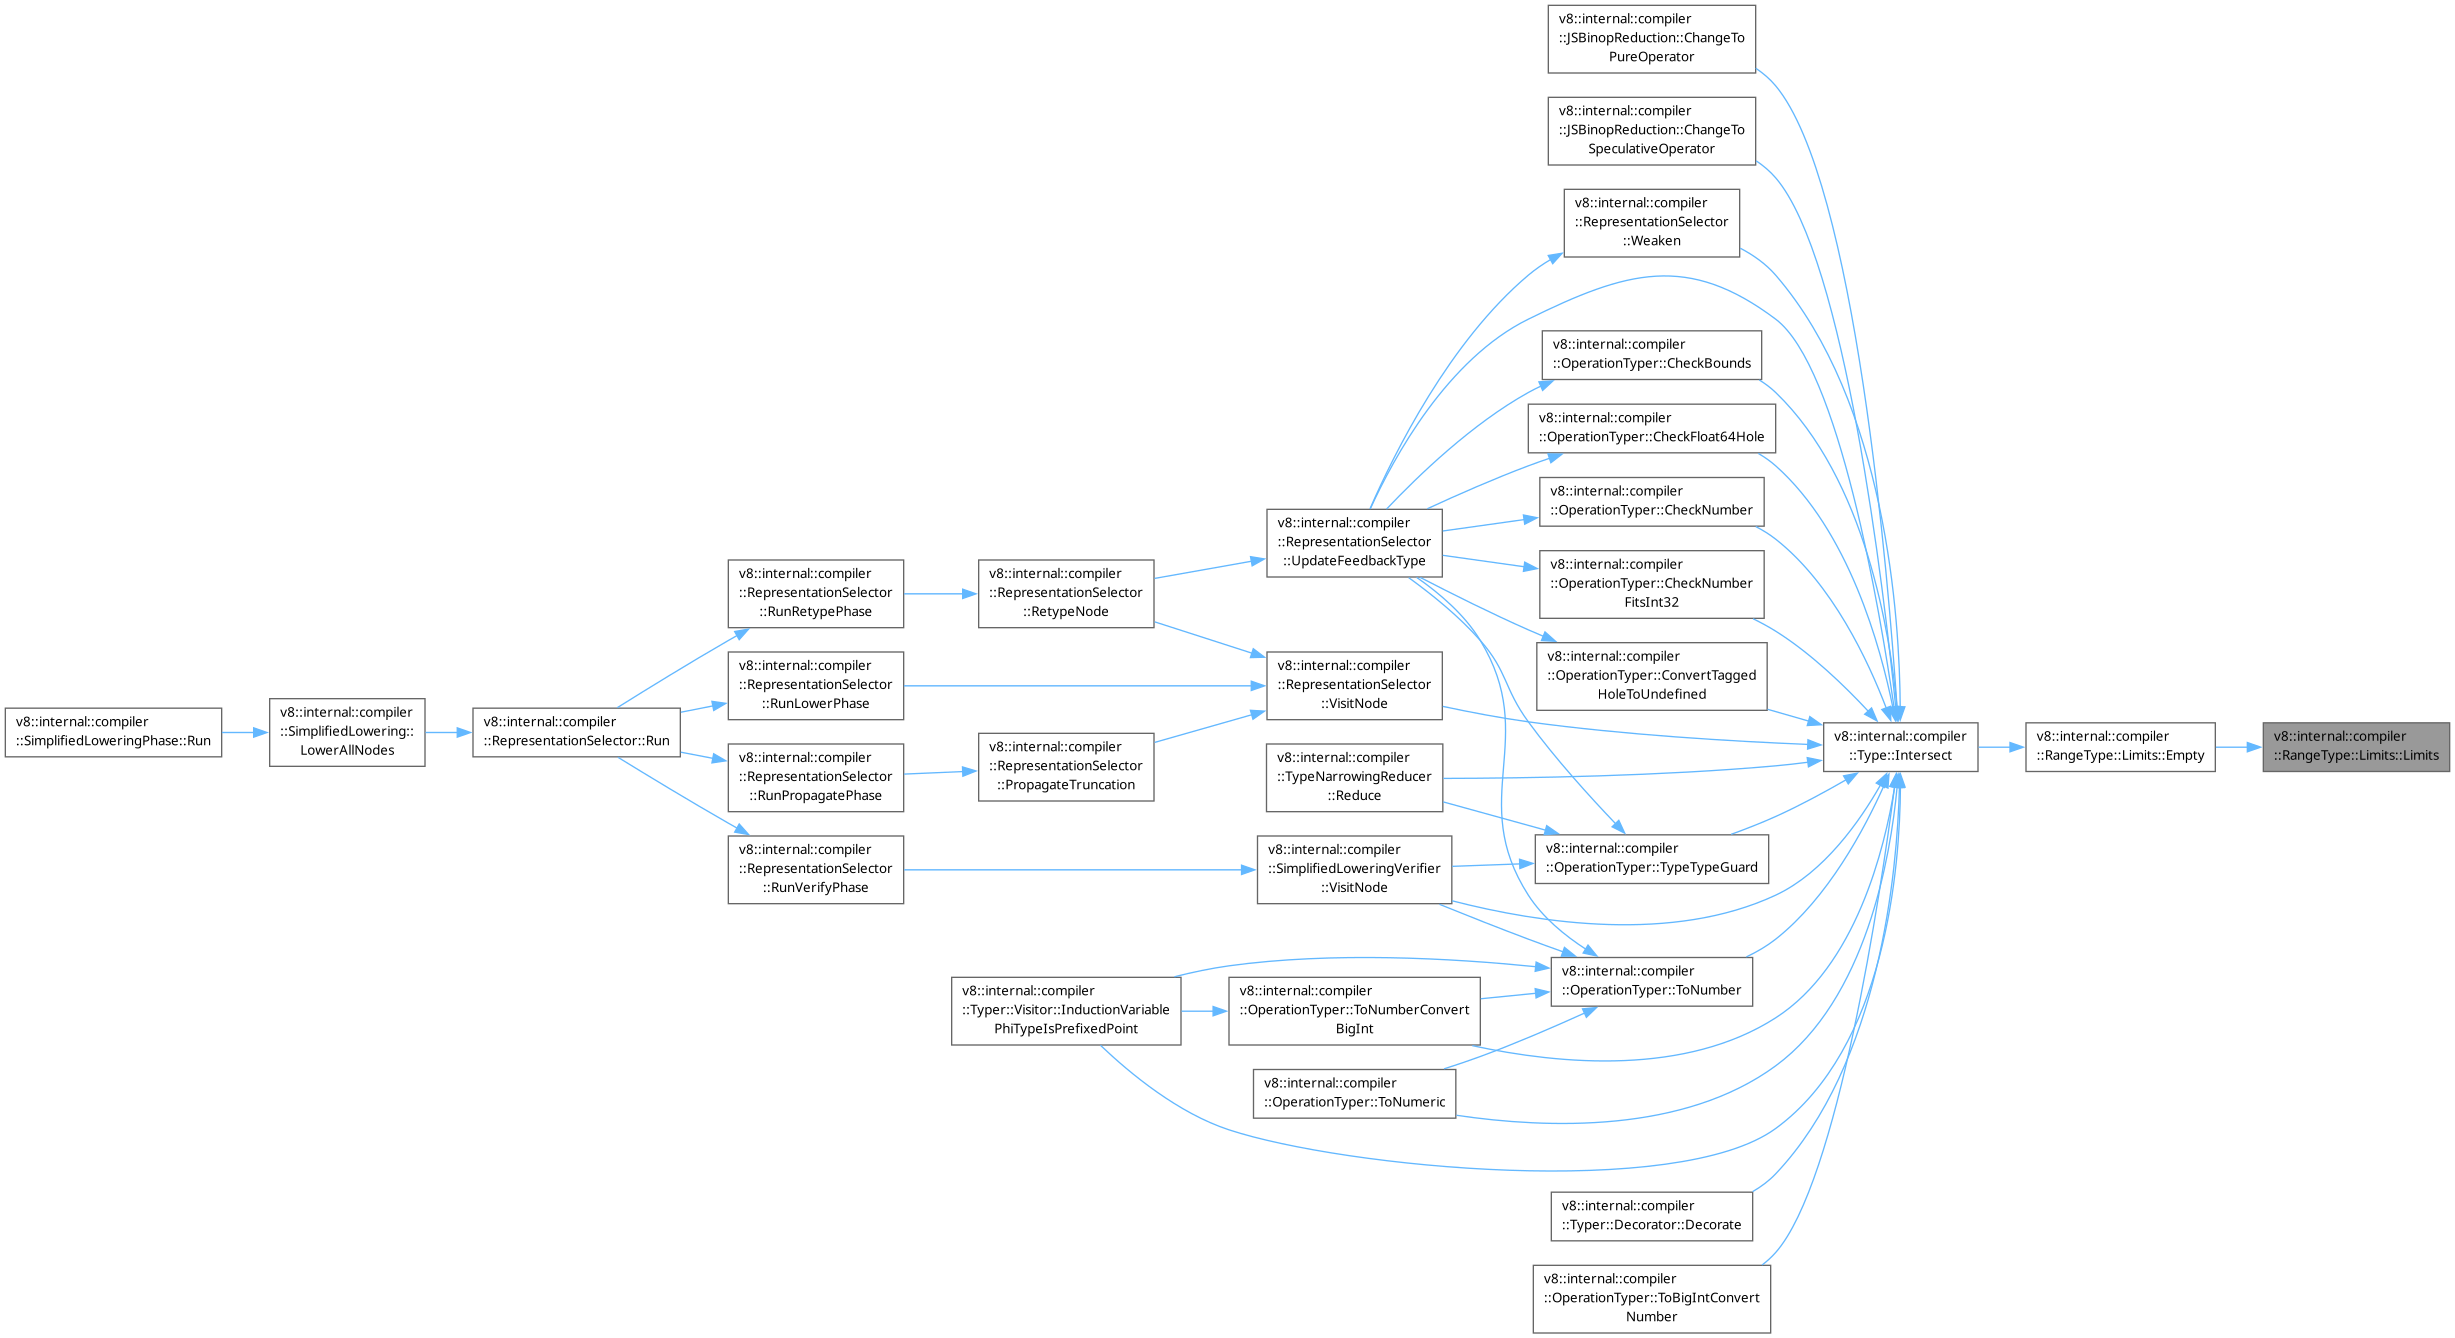 v8::internal::compiler
::JSBinopReduction::ChangeTo
PureOperator
v8::internal::compiler
::JSBinopReduction::ChangeTo
SpeculativeOperator
v8::internal::compiler
::RepresentationSelector
::Weaken
v8::internal::compiler
::OperationTyper::CheckBounds
v8::internal::compiler
::OperationTyper::CheckFloat64Hole
v8::internal::compiler
::OperationTyper::CheckNumber
v8::internal::compiler
::RepresentationSelector
::UpdateFeedbackType
v8::internal::compiler
::OperationTyper::CheckNumber
FitsInt32
v8::internal::compiler
::RepresentationSelector
::RunRetypePhase
v8::internal::compiler
::RepresentationSelector
::RetypeNode
v8::internal::compiler
::OperationTyper::ConvertTagged
HoleToUndefined
v8::internal::compiler
::RepresentationSelector
::RunLowerPhase
v8::internal::compiler
::RepresentationSelector
::VisitNode
v8::internal::compiler
::SimplifiedLoweringPhase::Run
v8::internal::compiler
::SimplifiedLowering::
LowerAllNodes
v8::internal::compiler
::RepresentationSelector::Run
v8::internal::compiler
::Type::Intersect
v8::internal::compiler
::RangeType::Limits::Empty
v8::internal::compiler
::RangeType::Limits::Limits
v8::internal::compiler
::RepresentationSelector
::RunPropagatePhase
v8::internal::compiler
::RepresentationSelector
::PropagateTruncation
v8::internal::compiler
::TypeNarrowingReducer
::Reduce
v8::internal::compiler
::RepresentationSelector
::RunVerifyPhase
v8::internal::compiler
::SimplifiedLoweringVerifier
::VisitNode
v8::internal::compiler
::OperationTyper::TypeTypeGuard
v8::internal::compiler
::OperationTyper::ToNumber
v8::internal::compiler
::Typer::Visitor::InductionVariable
PhiTypeIsPrefixedPoint
v8::internal::compiler
::OperationTyper::ToNumberConvert
BigInt
v8::internal::compiler
::OperationTyper::ToNumeric
v8::internal::compiler
::Typer::Decorator::Decorate
v8::internal::compiler
::OperationTyper::ToBigIntConvert
Number